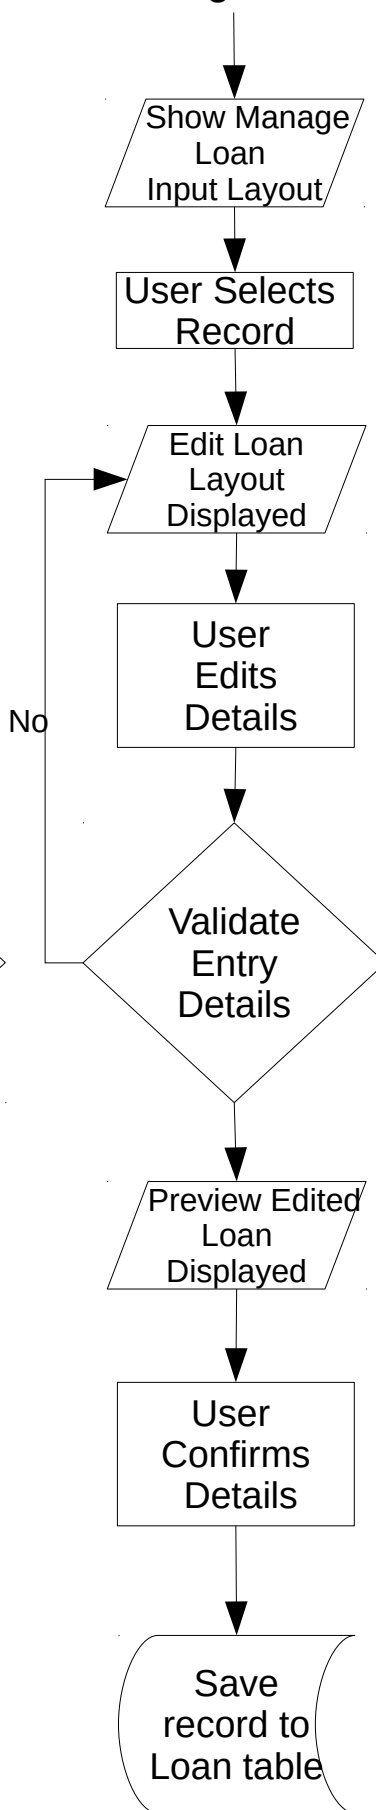 Show Manage
Loan
Input Layout
User Selects
Record
Edit Loan
Layout
Displayed
User
Edits
Details
No
Validate
Entry
Details
Preview Edited
Loan
Displayed
User
Confirms
Details
Save
record to
Loan table